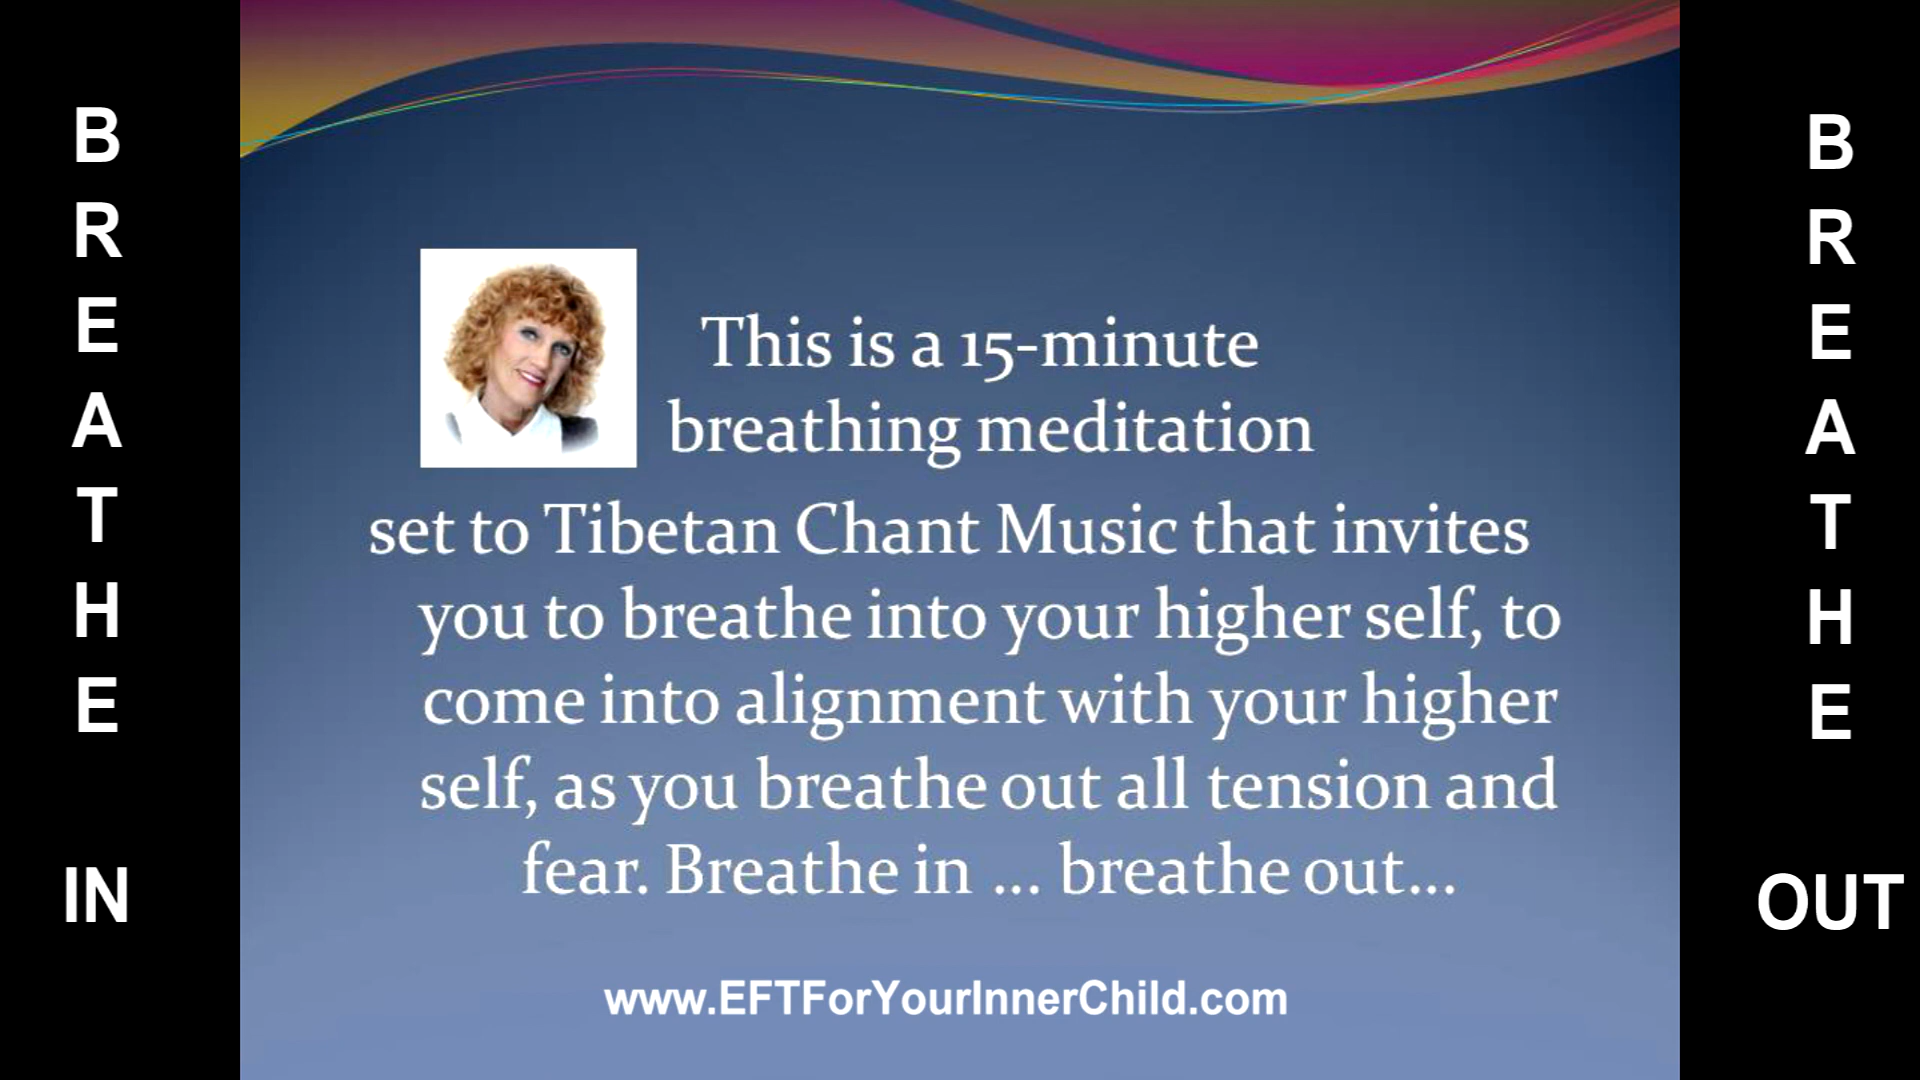 B
R
E
A
T
H
E
IN
This is a 15-minute
breathing meditation
set to Tibetan Chant Music that invites
you to breathe into your higher self, to
come into alignment with your higher
self, as you breathe out all tension and
fear. Breathe in ... breathe out...
www.EFTForYourInnerChild.com
B
R
E
A
T
H
E
OUT